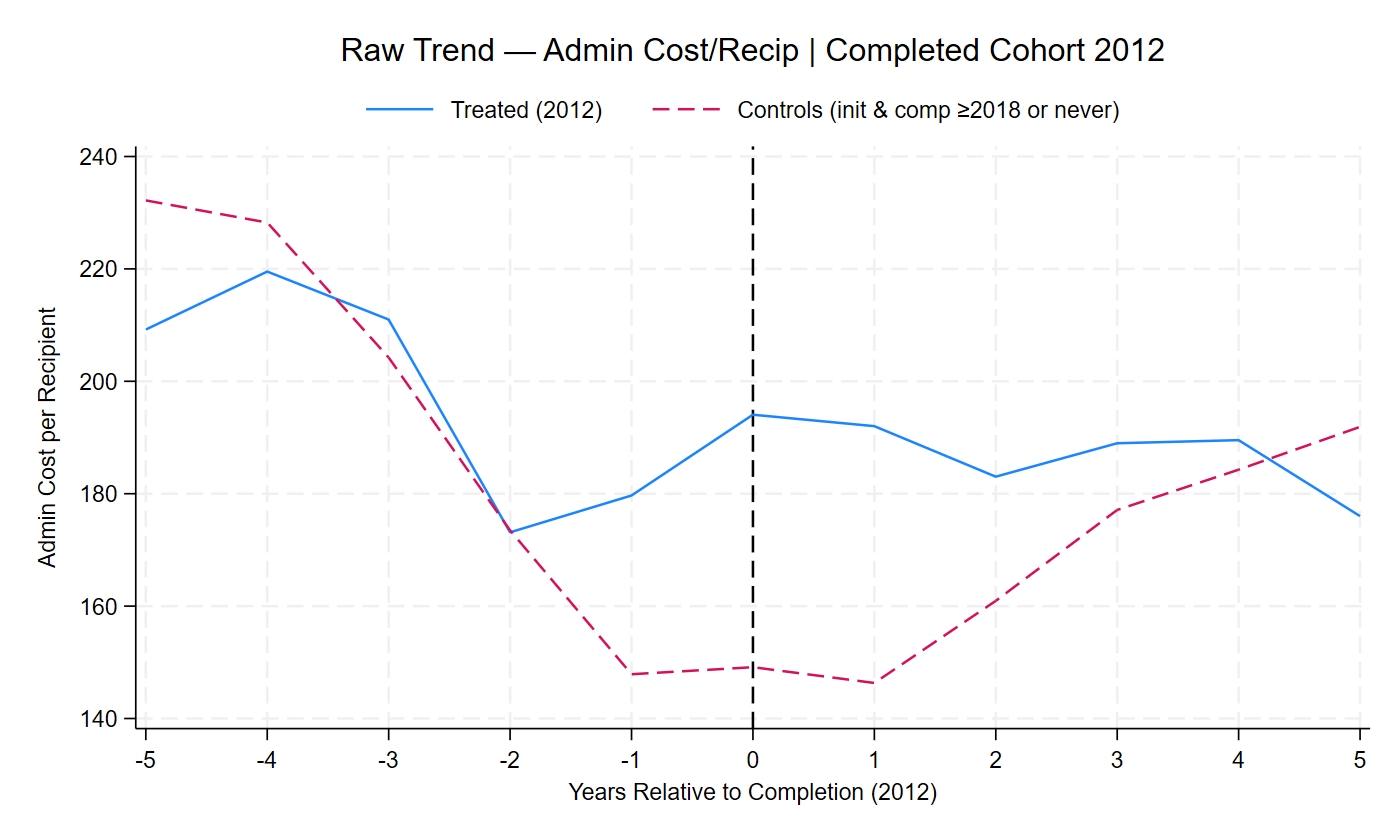 Raw Trend — Admin Cost/Recip | Completed Cohort 2012
Treated (2012)
Controls (init & comp ≥2018 or never)
Admin Cost per Recipient
240
220
200
180
160
140
-5 -4 -3 -2 -1 0 1 2 3 4 5
Years Relative to Completion (2012)